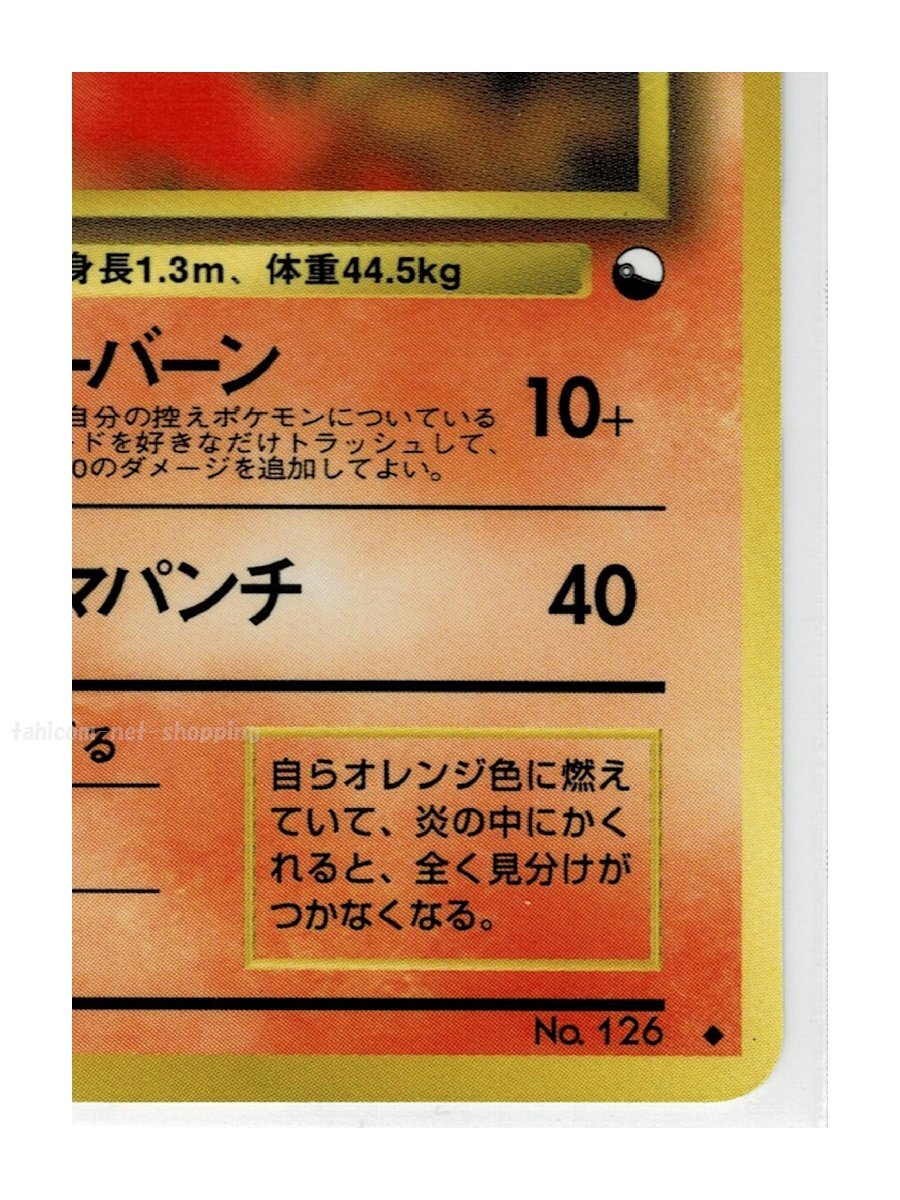 身長1.3m、体重44.5kg
ーバーン
10+
自分の控えポケモンについている
ードを好きなだけトラッシュして、
0のダメージを追加してよい。
マパンチ
40
る
tahicom-net-shopping
自らオレンジ色に燃え
ていて、炎の中にかく
れると、全く見分けが
つかなくなる。
No. 126